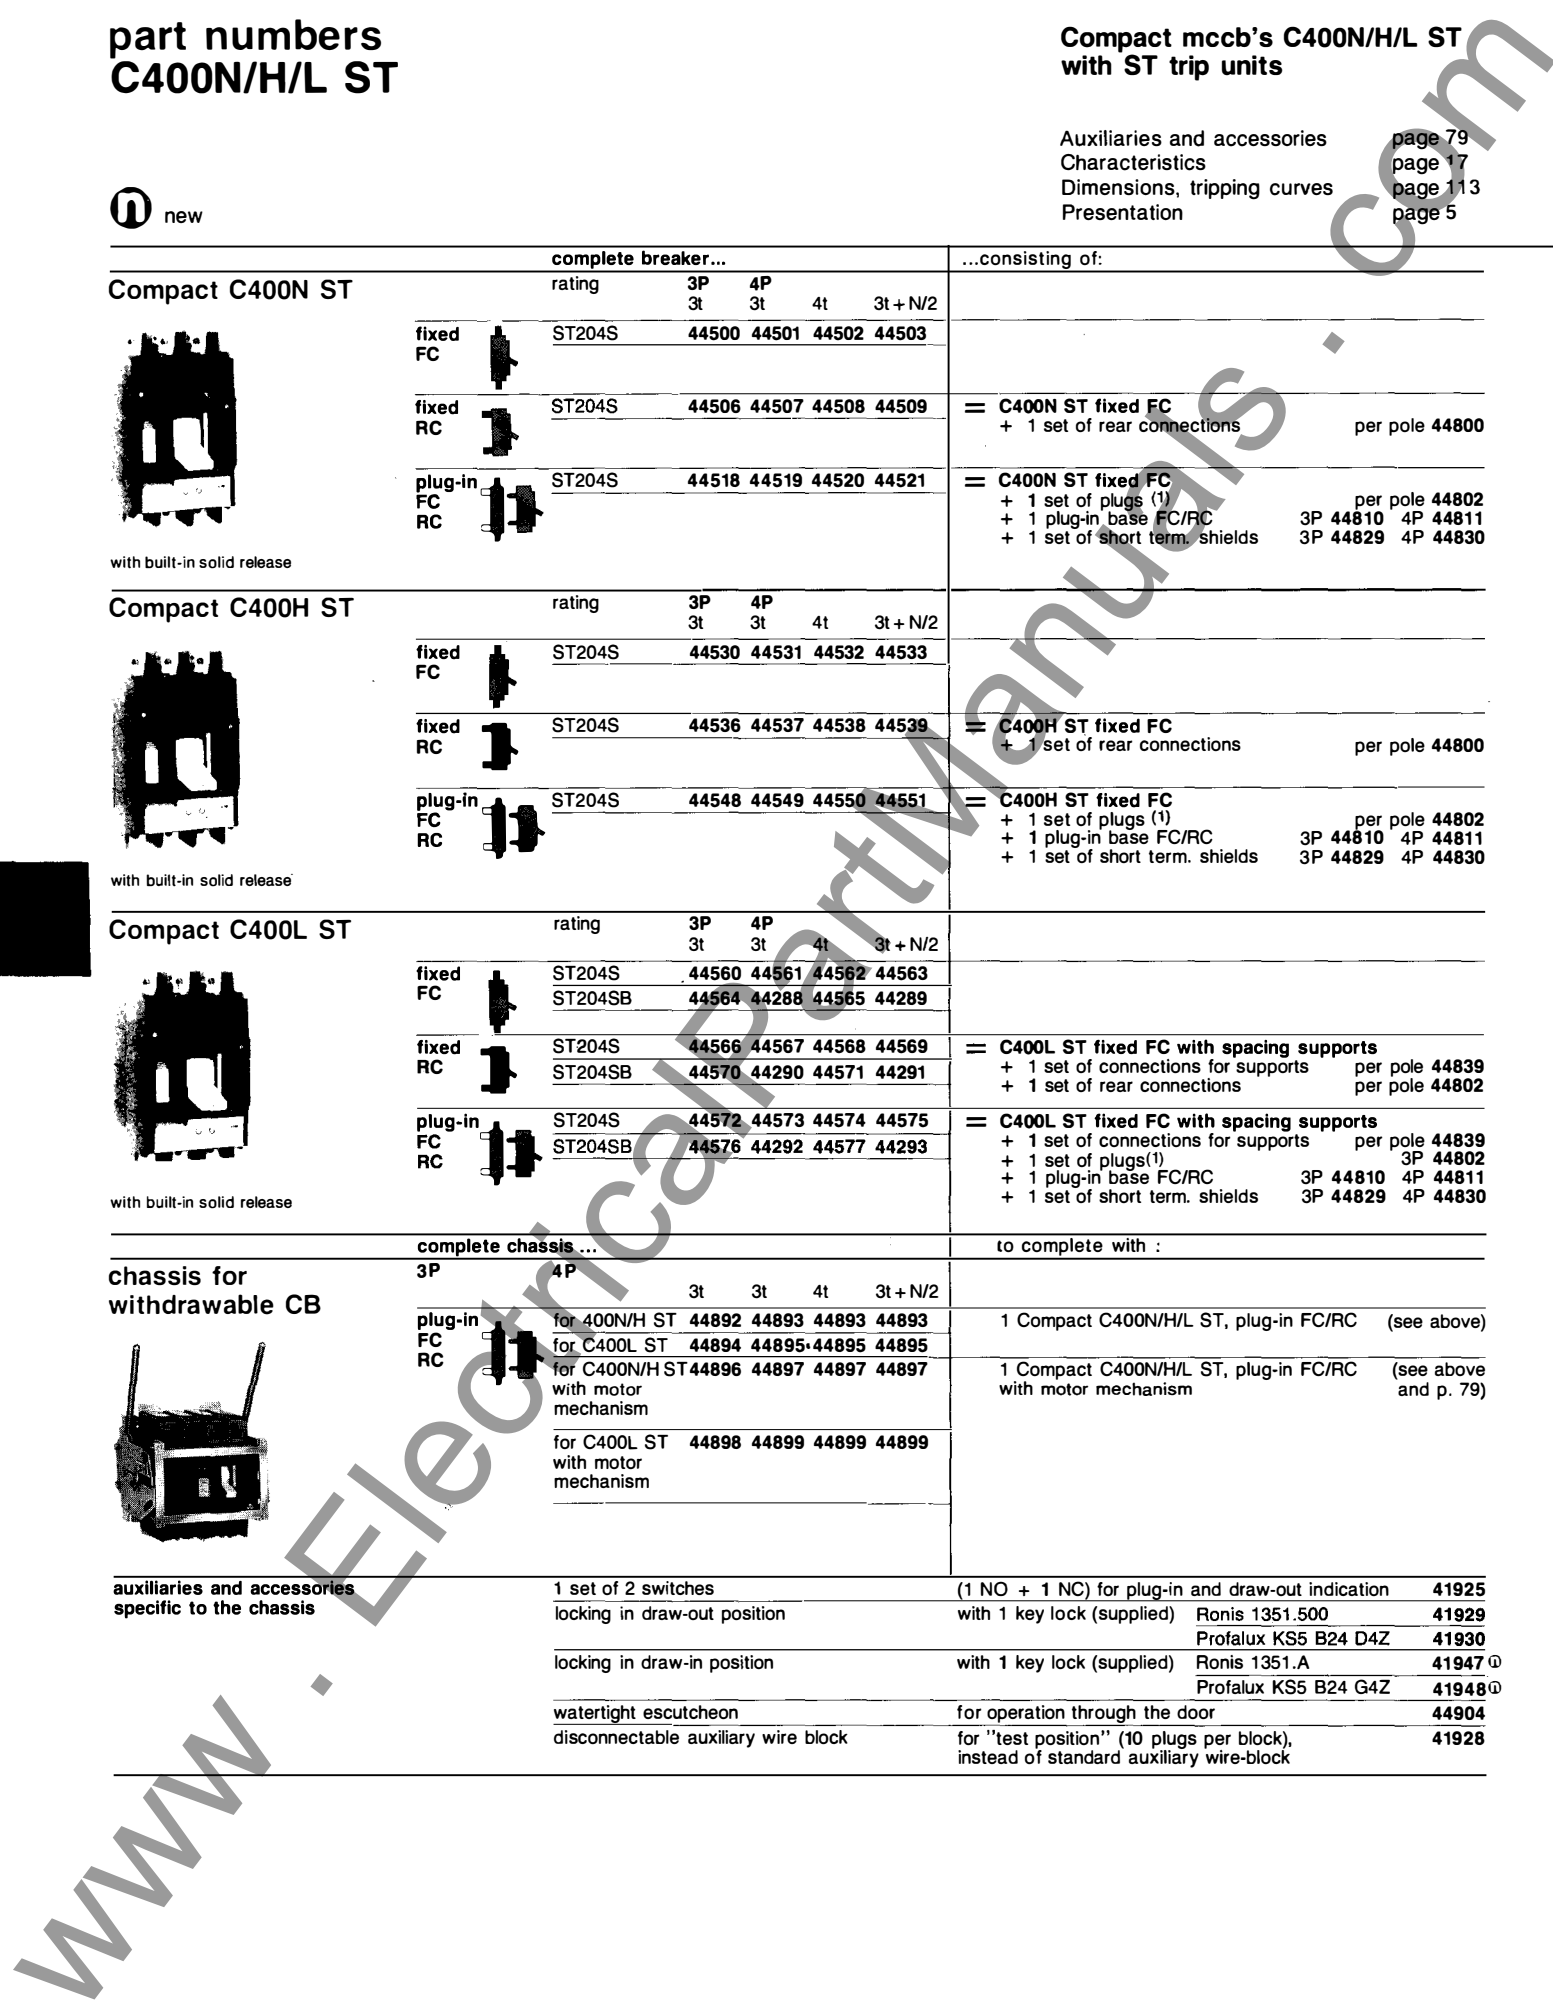 part numbers
C400N/H/L ST
Compact mccb's C400N/H/L ST
with ST trip units
Auxiliaries and accessories page 79
Characteristics page 17
Dimensions, tripping curves page 113
Presentation page 5
n new
complete breaker... ...consisting of:
Compact C400N ST rating 3P 4P
3t 3t 4t 3t + N/2
fixed ST204S 44500 44501 44502 44503
FC
fixed ST204S 44506 44507 44508 44509 = C400N ST fixed FC
RC + 1 set of rear connections per pole 44800
plug-in ST204S 44518 44519 44520 44521 = C400N ST fixed FC
FC + 1 set of plugs (1) per pole 44802
RC + 1 plug-in base FC/RC 3P 44810 4P 44811
+ 1 set of short term. shields 3P 44829 4P 44830
with built-in solid release
Compact C400H ST rating 3P 4P
3t 3t 4t 3t + N/2
fixed ST204S 44530 44531 44532 44533
FC
fixed ST204S 44536 44537 44538 44539 = C400H ST fixed FC
RC + 1 set of rear connections per pole 44800
plug-in ST204S 44548 44549 44550 44551 = C400H ST fixed FC
FC + 1 set of plugs (1) per pole 44802
RC + 1 plug-in base FC/RC 3P 44810 4P 44811
+ 1 set of short term. shields 3P 44829 4P 44830
with built-in solid release
Compact C400L ST rating 3P 4P
3t 3t 4t 3t + N/2
fixed ST204S 44560 44561 44562 44563
FC ST204SB 44564 44288 44565 44289
fixed ST204S 44566 44567 44568 44569 = C400L ST fixed FC with spacing supports
RC ST204SB 44570 44290 44571 44291 + 1 set of connections for supports per pole 44839
+ 1 set of rear connections per pole 44802
plug-in ST204S 44572 44573 44574 44575 = C400L ST fixed FC with spacing supports
FC ST204SB 44576 44292 44577 44293 + 1 set of connections for supports per pole 44839
RC + 1 set of plugs(1) 3P 44802
+ 1 plug-in base FC/RC 3P 44810 4P 44811
+ 1 set of short term. shields 3P 44829 4P 44830
with built-in solid release
complete chassis ... to complete with :
chassis for
withdrawable CB
3P 4P
3t 3t 4t 3t + N/2
plug-in for 400N/H ST 44892 44893 44893 44893 1 Compact C400N/H/L ST, plug-in FC/RC (see above)
FC for C400L ST 44894 44895 44895 44895
RC for C400N/H ST 44896 44897 44897 44897 1 Compact C400N/H/L ST, plug-in FC/RC (see above
with motor with motor mechanism and p. 79)
mechanism
for C400L ST 44898 44899 44899 44899
with motor
mechanism
auxiliaries and accessories 1 set of 2 switches (1 NO + 1 NC) for plug-in and draw-out indication 41925
specific to the chassis locking in draw-out position with 1 key lock (supplied) Ronis 1351.500 41929
Profalux KS5 B24 D4Z 41930
locking in draw-in position with 1 key lock (supplied) Ronis 1351.A 41947 n
Profalux KS5 B24 G4Z 41948 n
watertight escutcheon for operation through the door 44904
disconnectable auxiliary wire block for "test position" (10 plugs per block), 41928
instead of standard auxiliary wire-block
www . ElectricalPartManuals . com